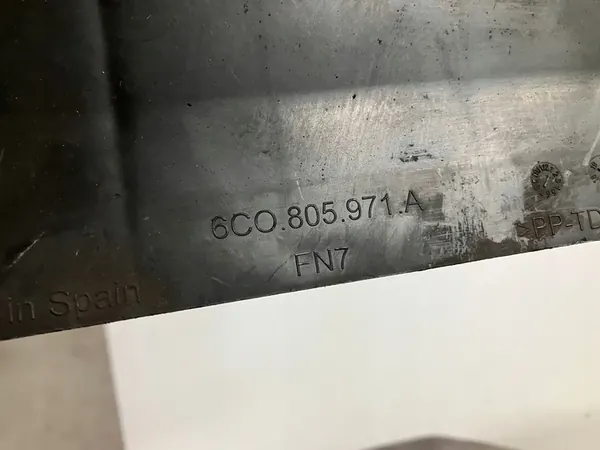 6C0.805.971.A
FN7
>PP-TD
in Spain